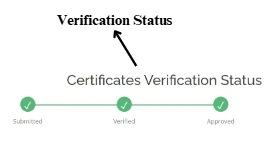 Verification Status
Certificates Verification Status
Submitted Verified Approved